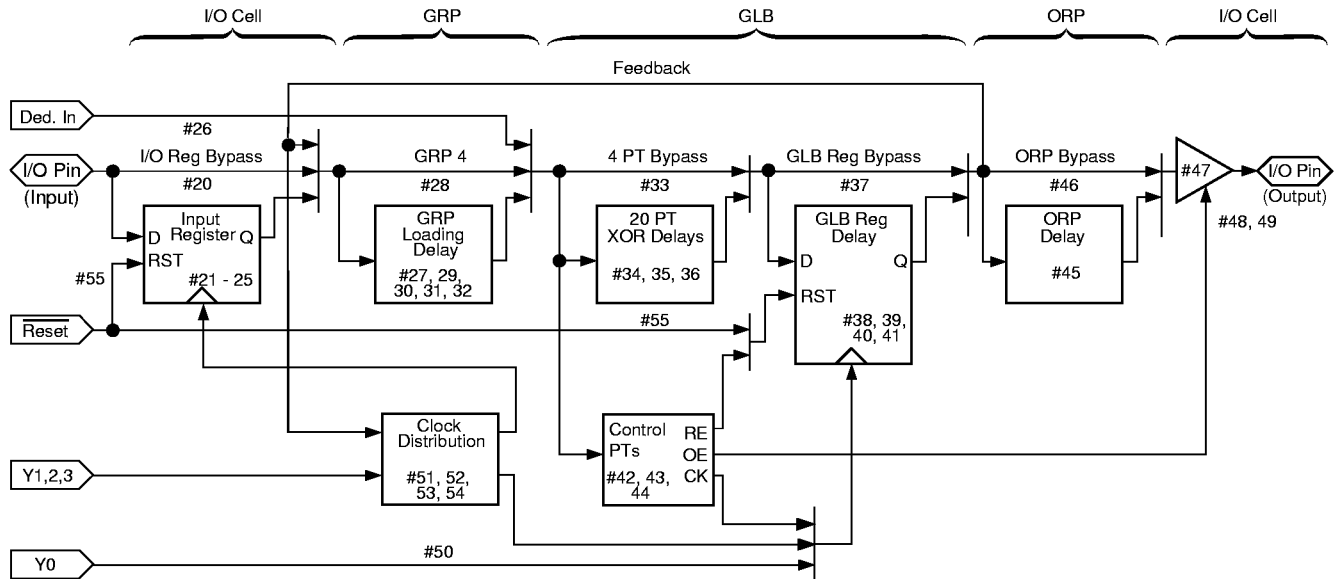 I/O Cell
GRP
GLB
ORP
I/O Cell
Feedback
Ded. In
#26
I/O Pin
(Input)
I/O Reg Bypass
#20
GRP 4
#28
4 PT Bypass
#33
GLB Reg Bypass
#37
ORP Bypass
#46
#47
I/O Pin
(Output)
#48, 49
Input
Register
D
Q
RST
#21 - 25
#55
GRP
Loading
Delay
#27, 29,
30, 31, 32
20 PT
XOR Delays
#34, 35, 36
GLB Reg
Delay
D
Q
RST
#38, 39,
40, 41
ORP
Delay
#45
Reset
#55
Clock
Distribution
#51, 52,
53, 54
Control
PTs
RE
OE
CK
#42, 43,
44
Y1,2,3
Y0
#50